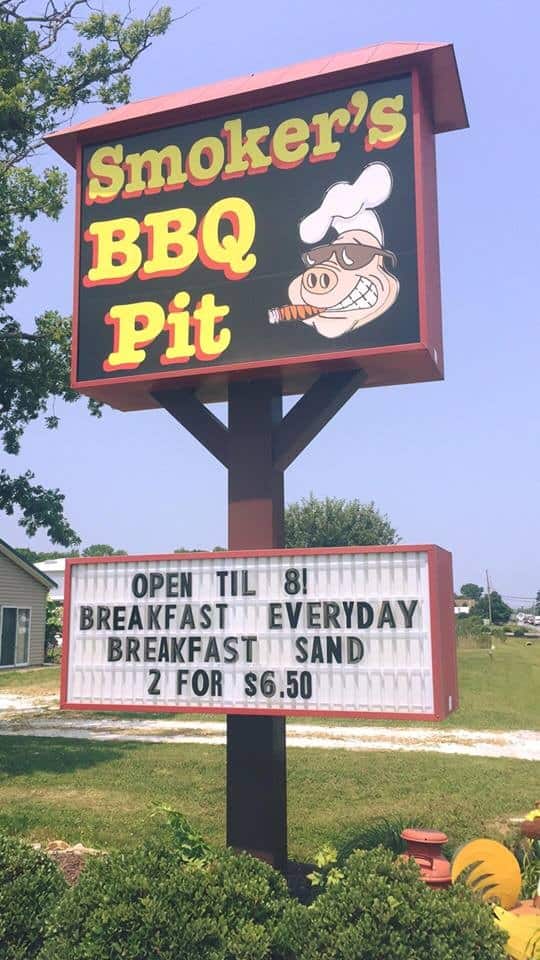 Smoker's
BBQ
Pit
OPEN TIL 8!
BREAKFAST EVERYDAY
BREAKFAST SAND
2 FOR $6.50